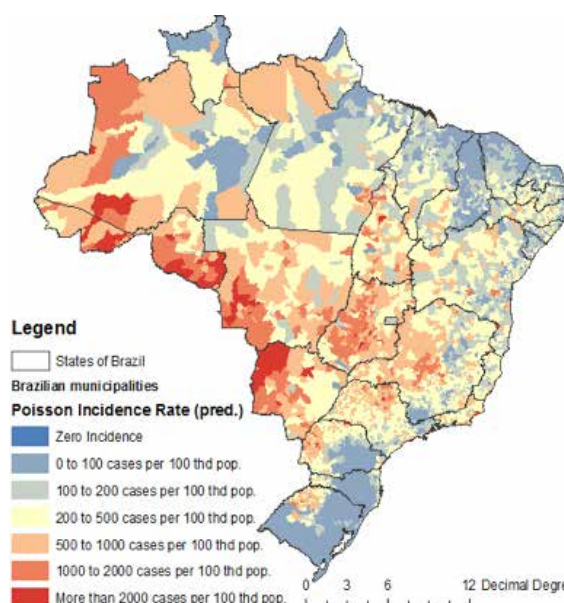 Legend
States of Brazil
Brazilian municipalities
Poisson Incidence Rate (pred.)
Zero Incidence
0 to 100 cases per 100 thd pop.
100 to 200 cases per 100 thd pop.
200 to 500 cases per 100 thd pop.
500 to 1000 cases per 100 thd pop.
1000 to 2000 cases per 100 thd pop.
More than 2000 cases per 100 thd pop.
0 3 6 12 Decimal Degre